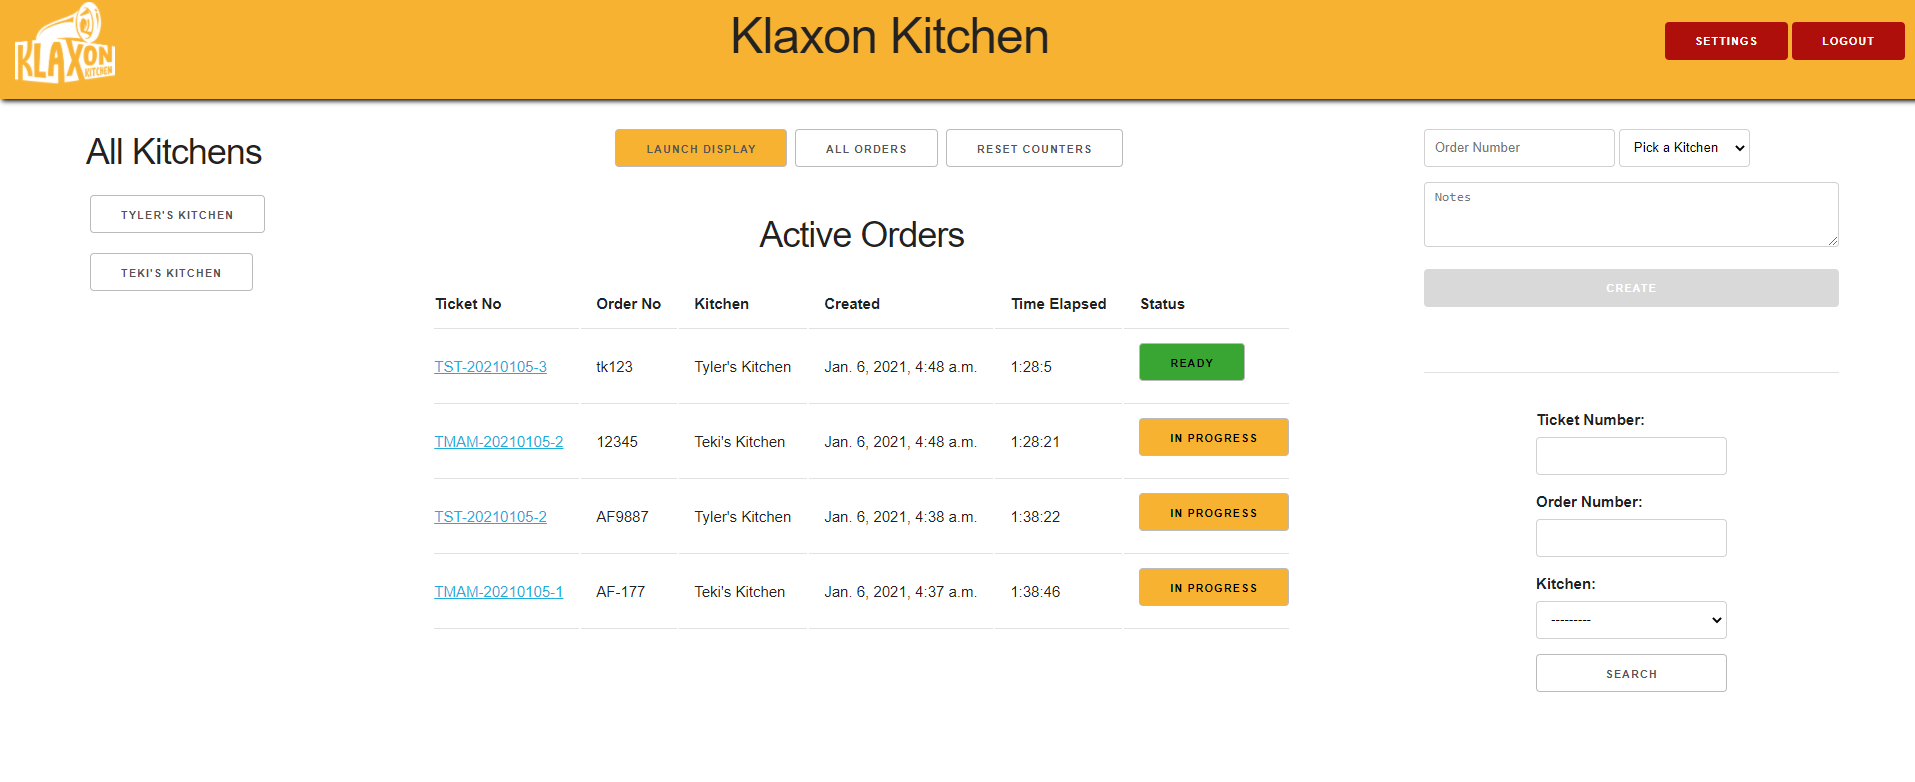 KLAXON
KITCHEN
Klaxon Kitchen
SETTINGS
LOGOUT
All Kitchens
TYLER'S KITCHEN
TEKI'S KITCHEN
LAUNCH DISPLAY
ALL ORDERS
RESET COUNTERS
Active Orders
Ticket No Order No Kitchen Created Time Elapsed Status
TST-20210105-3 tk123 Tyler's Kitchen Jan. 6, 2021, 4:48 a.m. 1:28:5 READY
TMAM-20210105-2 12345 Teki's Kitchen Jan. 6, 2021, 4:48 a.m. 1:28:21 IN PROGRESS
TST-20210105-2 AF9887 Tyler's Kitchen Jan. 6, 2021, 4:38 a.m. 1:38:22 IN PROGRESS
TMAM-20210105-1 AF-177 Teki's Kitchen Jan. 6, 2021, 4:37 a.m. 1:38:46 IN PROGRESS
Order Number
Pick a Kitchen
Notes
CREATE
Ticket Number:
Order Number:
Kitchen:
---------
SEARCH